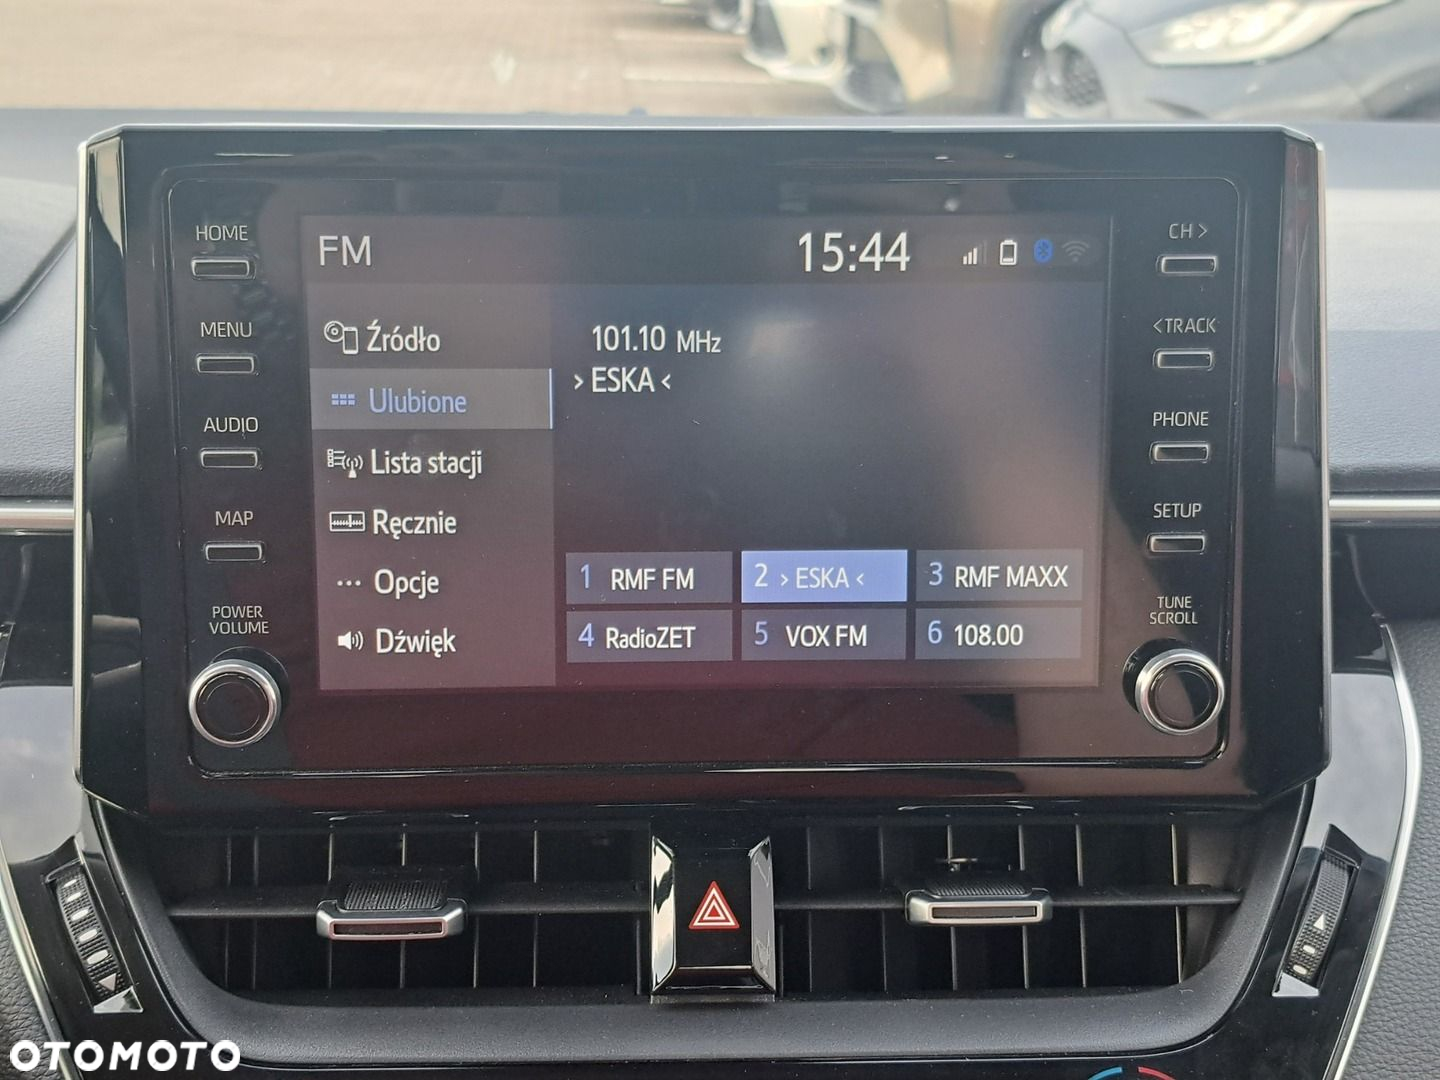 HOME
MENU
AUDIO
MAP
POWER
VOLUME
FM
15:44
Źródło
Ulubione
Lista stacji
Ręcznie
Opcje
Dźwięk
101.10 MHz
› ESKA ‹
1 RMF FM
2 › ESKA ‹
3 RMF MAXX
4 RadioZET
5 VOX FM
6 108.00
CH >
<TRACK
PHONE
SETUP
TUNE
SCROLL
OTOMOTO